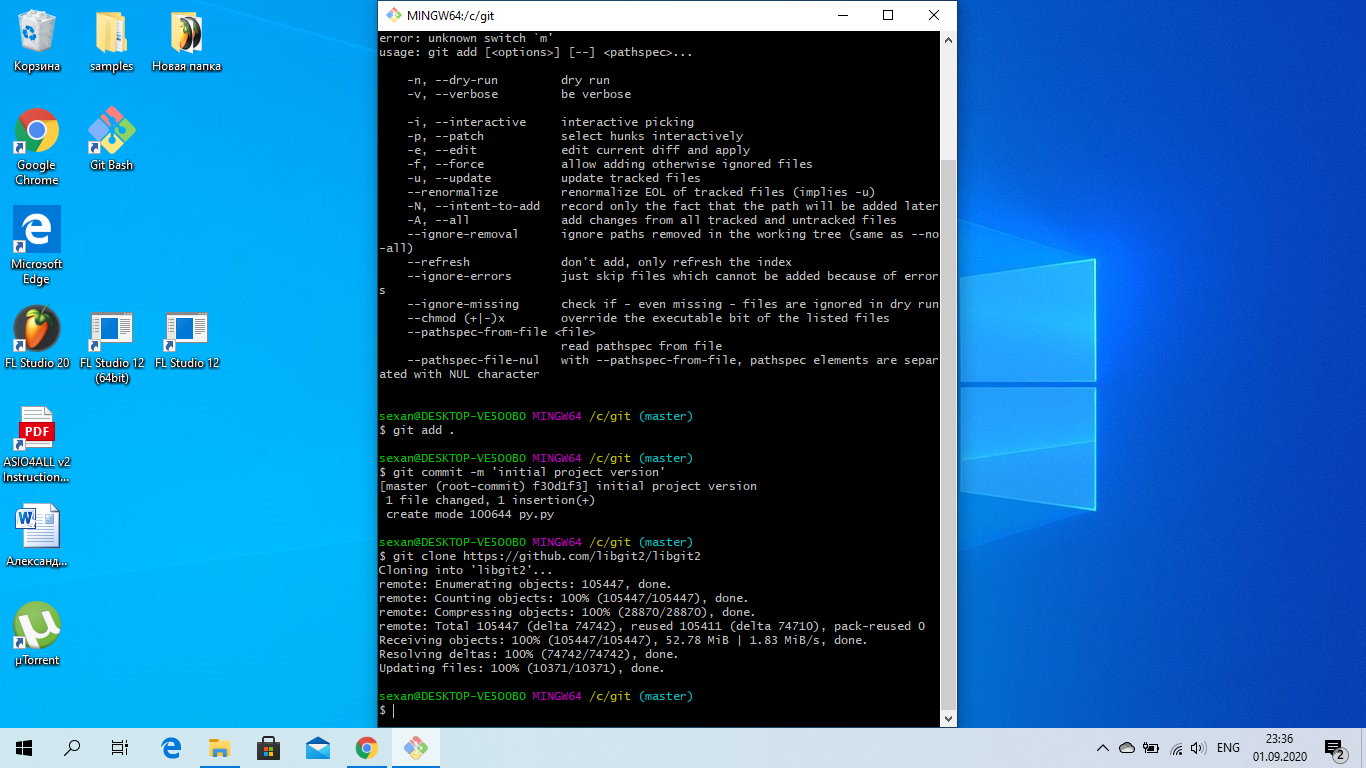 Корзина
samples
Новая папка
Google
Chrome
Git Bash
Microsoft
Edge
FL Studio 20
FL Studio 12
(64bit)
FL Studio 12
PDF
ASIO4ALL v2
Instruction...
W
Александ...
µTorrent
MINGW64:/c/git
error: unknown switch `m'
usage: git add [<options>] [--] <pathspec>...
    -n, --dry-run         dry run
    -v, --verbose         be verbose
    -i, --interactive     interactive picking
    -p, --patch           select hunks interactively
    -e, --edit            edit current diff and apply
    -f, --force           allow adding otherwise ignored files
    -u, --update          update tracked files
    --renormalize         renormalize EOL of tracked files (implies -u)
    -N, --intent-to-add   record only the fact that the path will be added later
    -A, --all             add changes from all tracked and untracked files
    --ignore-removal      ignore paths removed in the working tree (same as --no
-all)
    --refresh             don't add, only refresh the index
    --ignore-errors       just skip files which cannot be added because of error
s
    --ignore-missing      check if - even missing - files are ignored in dry run
    --chmod (+|-)x        override the executable bit of the listed files
    --pathspec-from-file <file>
                          read pathspec from file
    --pathspec-file-nul   with --pathspec-from-file, pathspec elements are separ
ated with NUL character
sexan@DESKTOP-VE5OOBO MINGW64 /c/git (master)
$ git add .
sexan@DESKTOP-VE5OOBO MINGW64 /c/git (master)
$ git commit -m 'initial project version'
[master (root-commit) f30d1f3] initial project version
 1 file changed, 1 insertion(+)
 create mode 100644 py.py
sexan@DESKTOP-VE5OOBO MINGW64 /c/git (master)
$ git clone https://github.com/libgit2/libgit2
Cloning into 'libgit2'...
remote: Enumerating objects: 105447, done.
remote: Counting objects: 100% (105447/105447), done.
remote: Compressing objects: 100% (28870/28870), done.
remote: Total 105447 (delta 74742), reused 105411 (delta 74710), pack-reused 0
Receiving objects: 100% (105447/105447), 52.78 MiB | 1.83 MiB/s, done.
Resolving deltas: 100% (74742/74742), done.
Updating files: 100% (10371/10371), done.
sexan@DESKTOP-VE5OOBO MINGW64 /c/git (master)
$
ENG
23:36
01.09.2020
2